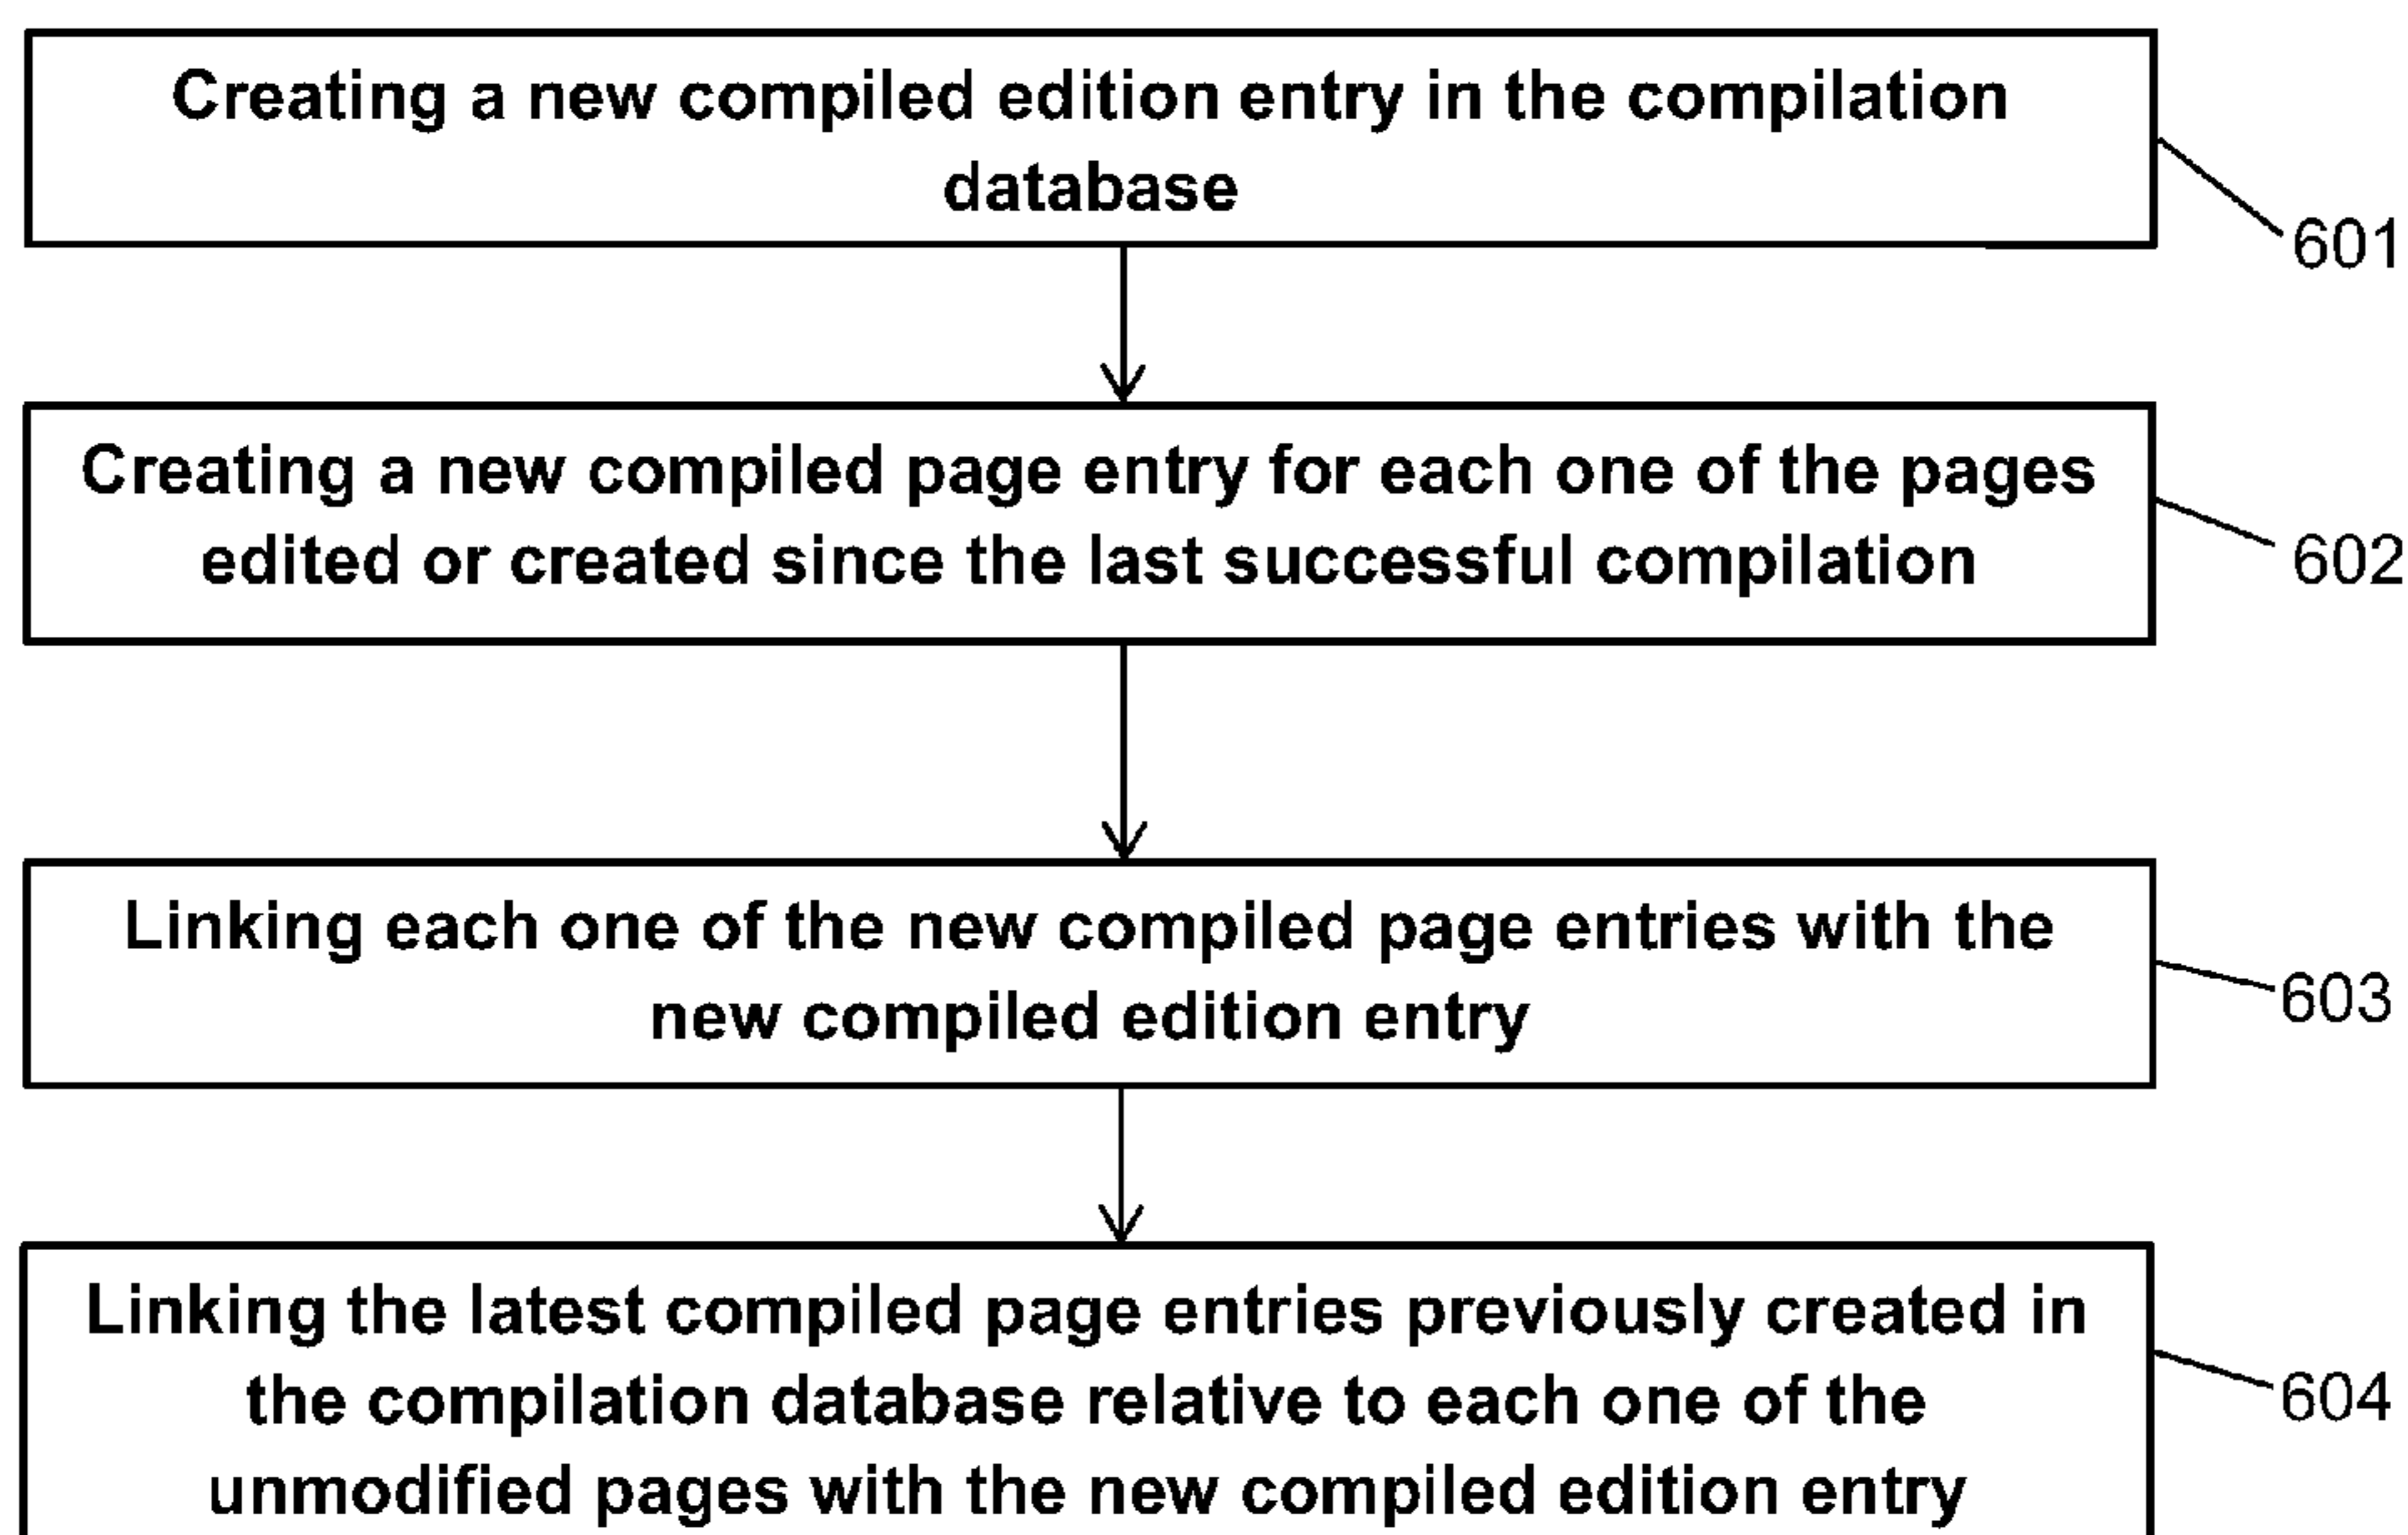 Creating a new compiled edition entry in the compilation
database
601
Creating a new compiled page entry for each one of the pages
edited or created since the last successful compilation
602
Linking each one of the new compiled page entries with the
new compiled edition entry
603
Linking the latest compiled page entries previously created in
the compilation database relative to each one of the
unmodified pages with the new compiled edition entry
604